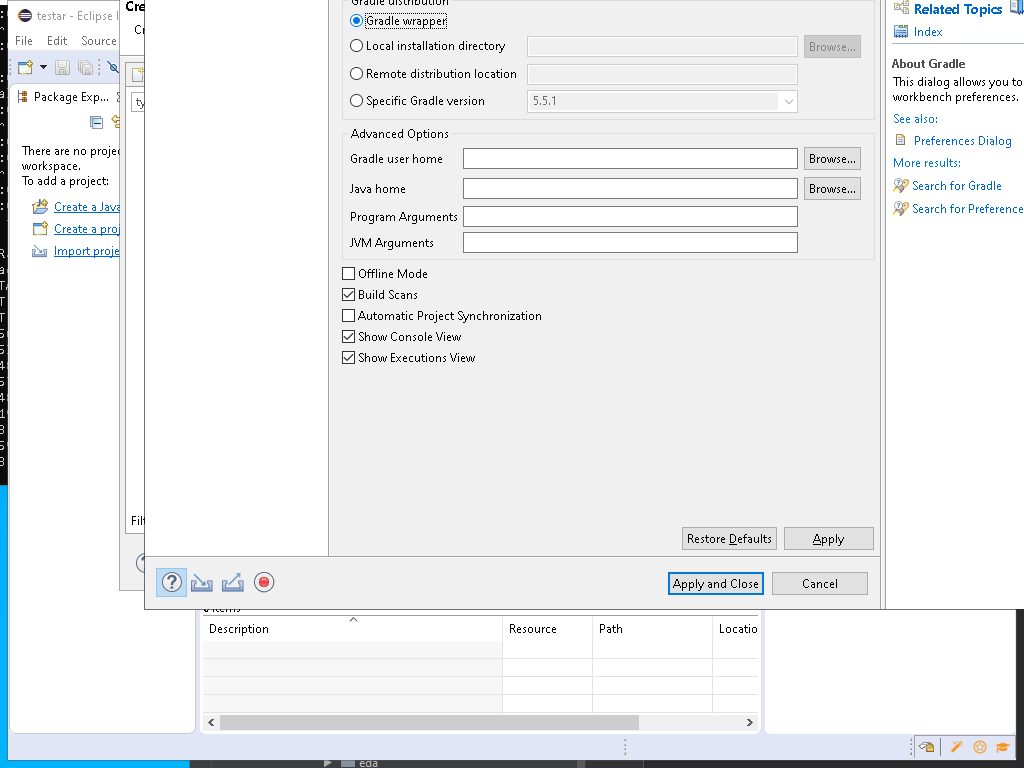 testar - Eclipse I
File Edit Source
Package Exp...
There are no proje
workspace.
To add a project:
Create a Java
Create a proj
Import proje
Cre
Cr
ty
Filt
Gradle distribution
Gradle wrapper
Local installation directory
Browse...
Remote distribution location
Specific Gradle version
5.5.1
Advanced Options
Gradle user home
Browse...
Java home
Browse...
Program Arguments
JVM Arguments
Offline Mode
Build Scans
Automatic Project Synchronization
Show Console View
Show Executions View
Restore Defaults
Apply
Apply and Close
Cancel
Related Topics
Index
About Gradle
This dialog allows you to
workbench preferences.
See also:
Preferences Dialog
More results:
Search for Gradle
Search for Preference
items
Description Resource Path Locatio
eda